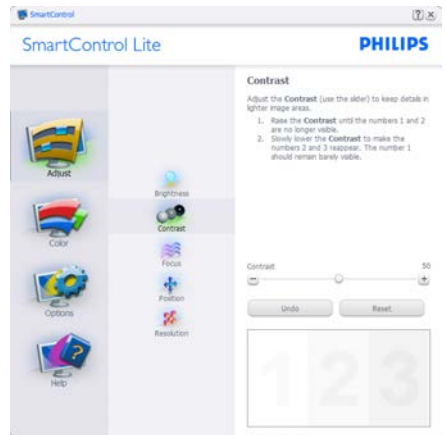 SmartControl
SmartControl Lite
PHILIPS
Adjust
Color
Options
Help
Brightness
Contrast
Focus
Position
Resolution
Contrast
Adjust the Contrast (use the slider) to keep details in
lighter image areas.
1. Raise the Contrast until the numbers 1 and 2
are no longer visible.
2. Slowly lower the Contrast to make the
numbers 2 and 3 reappear. The number 1
should remain barely visible.
Contrast 50
Undo Reset
1 2 3